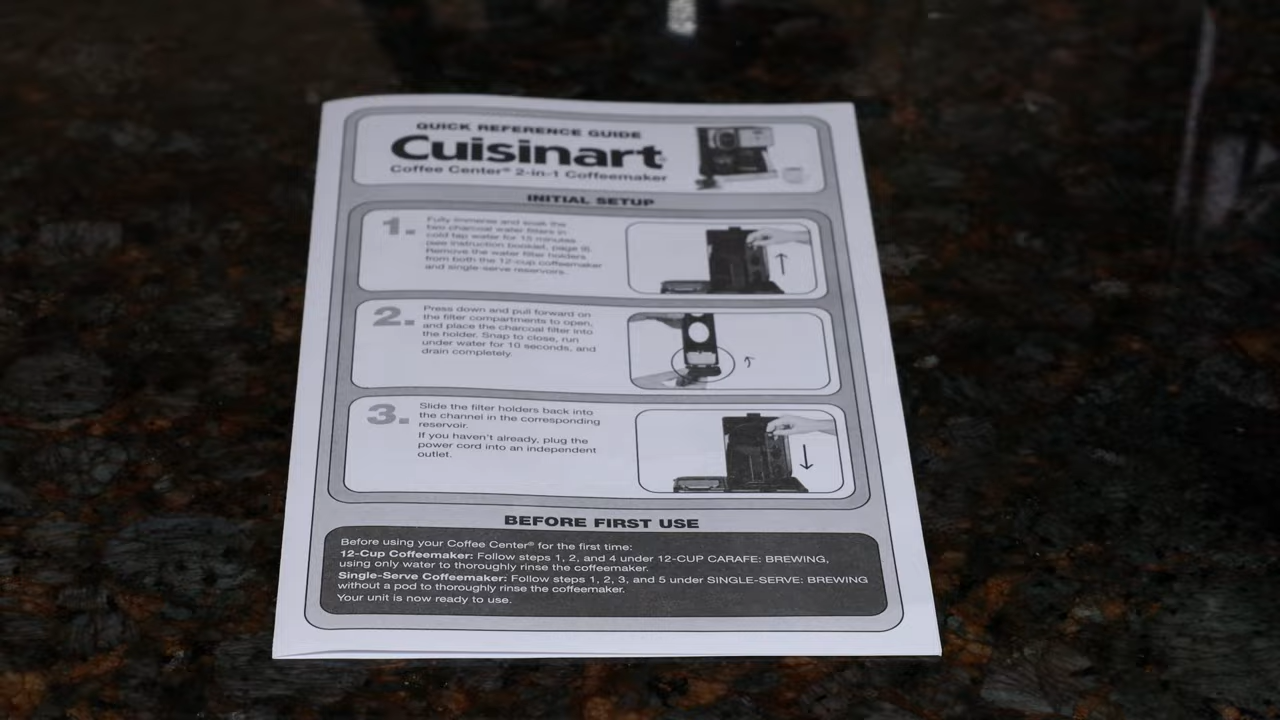 QUICK REFERENCE GUIDE
Cuisinart®
Coffee Center® 2-in-1 Coffeemaker
INITIAL SETUP
1.
Fully immerse and soak the
two charcoal water filters in
cold tap water for 15 minutes
(see instruction booklet, page 9).
Remove the water filter holders
from both the 12-cup coffeemaker
and single-serve reservoirs.
2.
Press down and pull forward on
the filter compartments to open,
and place the charcoal filter into
the holder. Snap to close, run
under water for 10 seconds, and
drain completely.
3.
Slide the filter holders back into
the channel in the corresponding
reservoir.
If you haven't already, plug the
power cord into an independent
outlet.
BEFORE FIRST USE
Before using your Coffee Center® for the first time:
12-Cup Coffeemaker: Follow steps 1, 2, and 4 under 12-CUP CARAFE: BREWING,
using only water to thoroughly rinse the coffeemaker.
Single-Serve Coffeemaker: Follow steps 1, 2, 3, and 5 under SINGLE-SERVE: BREWING
without a pod to thoroughly rinse the coffeemaker.
Your unit is now ready to use.